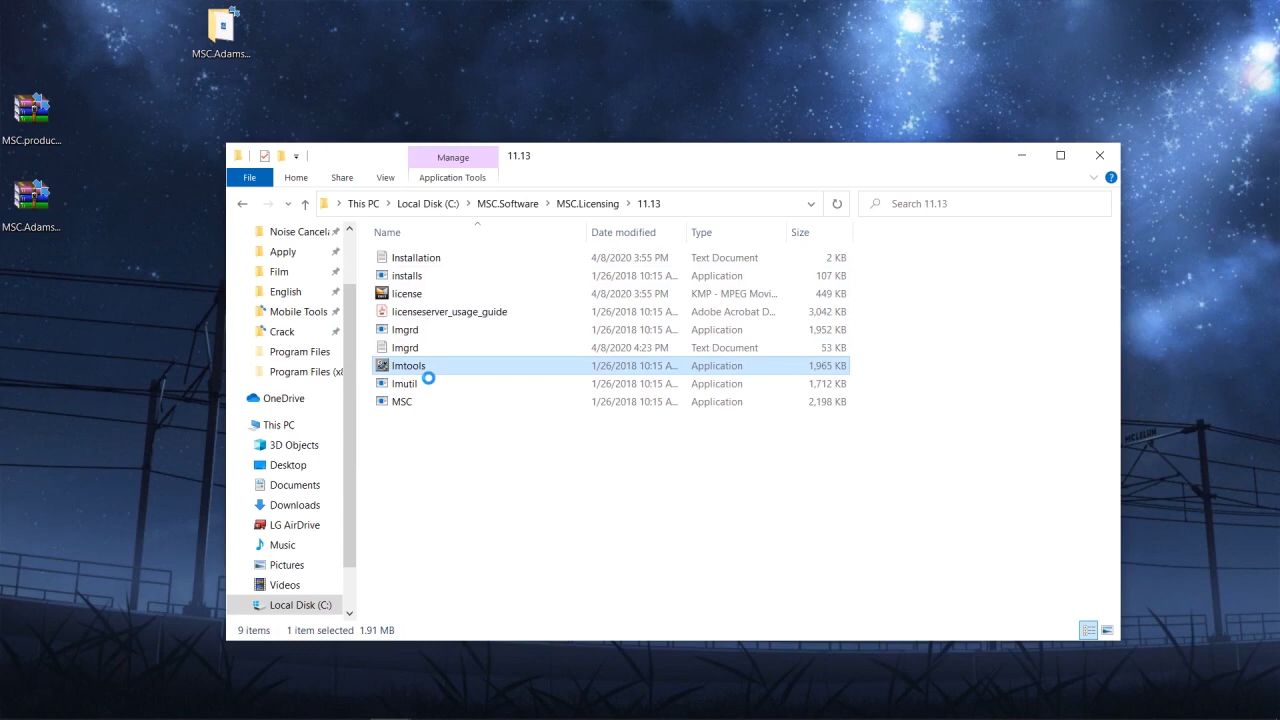 MSC.Adams...
MSC.produc...
MSC.Adams...
Manage
11.13
File
Home
Share
View
Application Tools
This PC
Local Disk (C:)
MSC.Software
MSC.Licensing
11.13
Search 11.13
Noise Cancela
Apply
Film
English
Mobile Tools
Crack
Program Files
Program Files (x8
OneDrive
This PC
3D Objects
Desktop
Documents
Downloads
LG AirDrive
Music
Pictures
Videos
Local Disk (C:)
Name Date modified Type Size
Installation 4/8/2020 3:55 PM Text Document 2 KB
installs 1/26/2018 10:15 A... Application 107 KB
license 4/8/2020 3:55 PM KMP - MPEG Movi... 449 KB
licenseserver_usage_guide 1/26/2018 10:15 A... Adobe Acrobat D... 3,042 KB
lmgrd 1/26/2018 10:15 A... Application 1,952 KB
lmgrd 4/8/2020 4:23 PM Text Document 53 KB
lmtools 1/26/2018 10:15 A... Application 1,965 KB
lmutil 1/26/2018 10:15 A... Application 1,712 KB
MSC 1/26/2018 10:15 A... Application 2,198 KB
9 items 1 item selected 1.91 MB